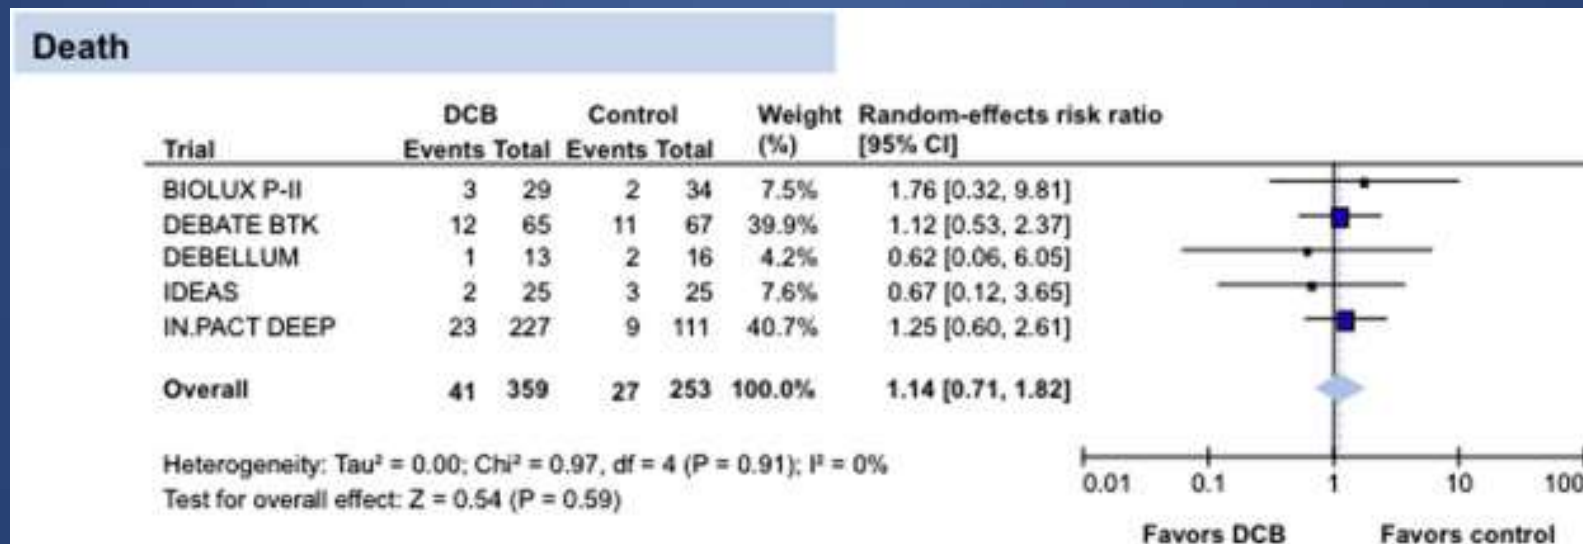 Death
DCB Control Weight Random-effects risk ratio
Trial Events Total Events Total (%) [95% CI]
BIOLUX P-II 3 29 2 34 7.5% 1.76 [0.32, 9.81]
DEBATE BTK 12 65 11 67 39.9% 1.12 [0.53, 2.37]
DEBELLUM 1 13 2 16 4.2% 0.62 [0.06, 6.05]
IDEAS 2 25 3 25 7.6% 0.67 [0.12, 3.65]
IN.PACT DEEP 23 227 9 111 40.7% 1.25 [0.60, 2.61]
Overall 41 359 27 253 100.0% 1.14 [0.71, 1.82]
Heterogeneity: Tau² = 0.00; Chi² = 0.97, df = 4 (P = 0.91); I² = 0%
Test for overall effect: Z = 0.54 (P = 0.59)
0.01 0.1 1 10 100
Favors DCB Favors control